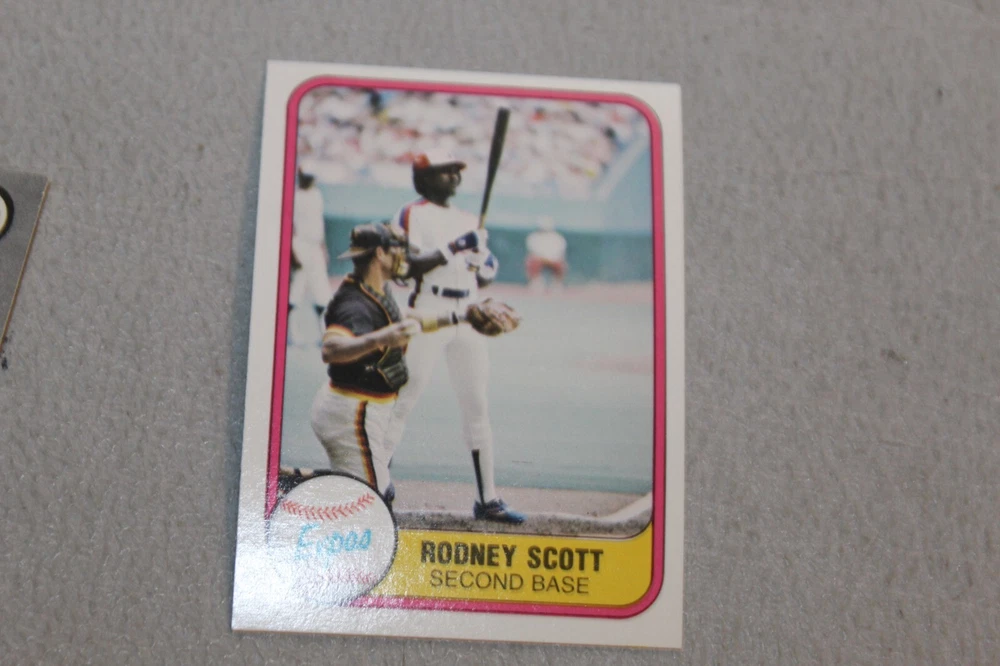 Expos
RODNEY SCOTT
SECOND BASE